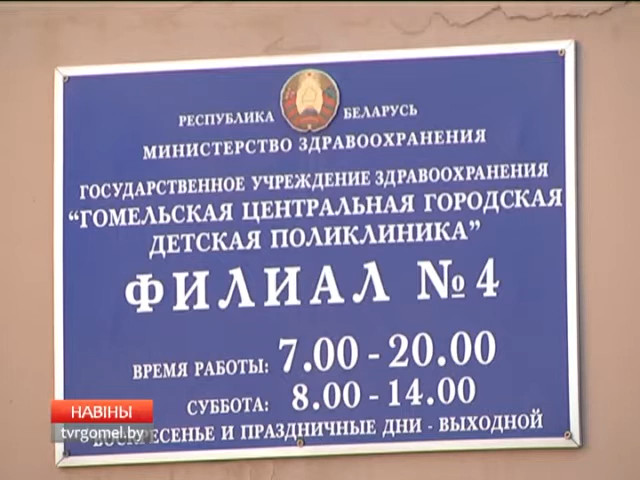 РЕСПУБЛИКА БЕЛАРУСЬ
МИНИСТЕРСТВО ЗДРАВООХРАНЕНИЯ
ГОСУДАРСТВЕННОЕ УЧРЕЖДЕНИЕ ЗДРАВООХРАНЕНИЯ
“ГОМЕЛЬСКАЯ ЦЕНТРАЛЬНАЯ ГОРОДСКАЯ
ДЕТСКАЯ ПОЛИКЛИНИКА”
ФИЛИАЛ №4
ВРЕМЯ РАБОТЫ: 7.00 - 20.00
СУББОТА: 8.00 - 14.00
ВОСКРЕСЕНЬЕ И ПРАЗДНИЧНЫЕ ДНИ - ВЫХОДНОЙ
НАВІНЫ
tvrgomel.by